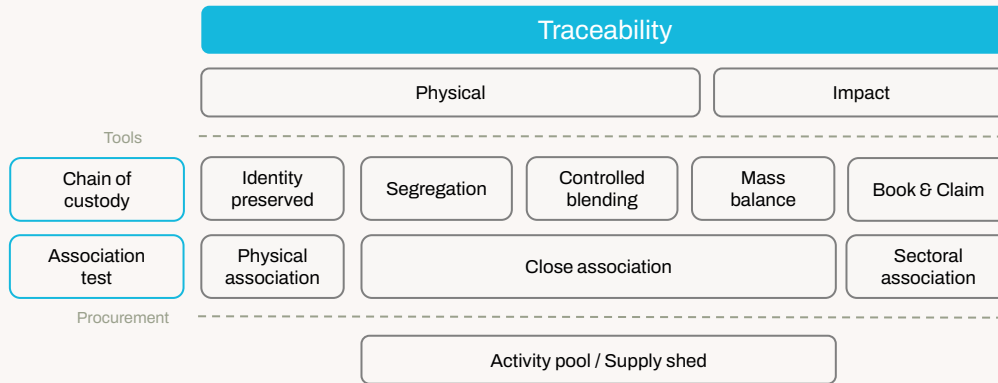 Traceability
Physical
Impact
Tools
Chain of
custody
Identity
preserved
Segregation
Controlled
blending
Mass
balance
Book & Claim
Association
test
Physical
association
Close association
Sectoral
association
Procurement
Activity pool / Supply shed